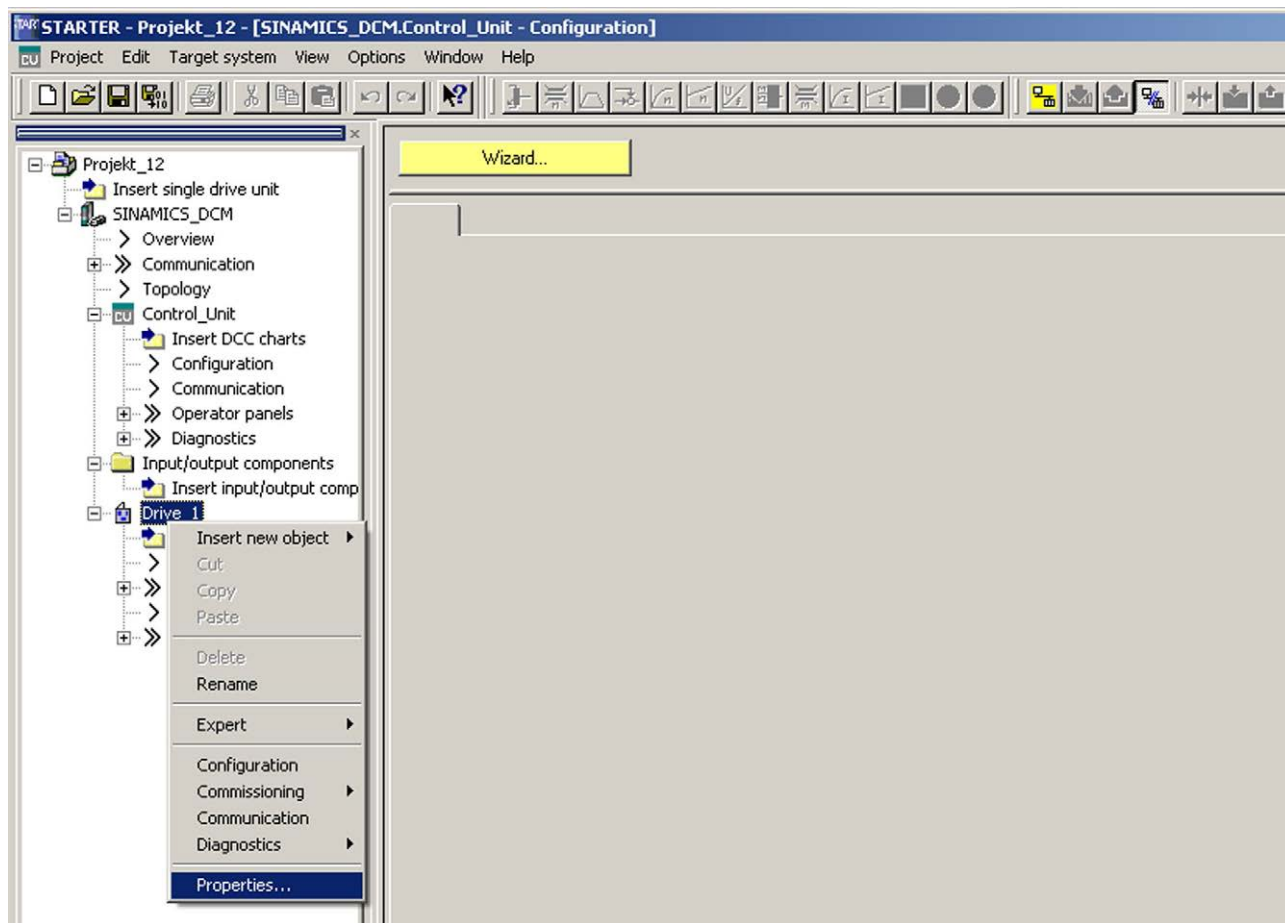 STARTER - Projekt_12 - [SINAMICS_DCM.Control_Unit - Configuration]
Project Edit Target system View Options Window Help
Wizard...
Projekt_12
Insert single drive unit
SINAMICS_DCM
Overview
Communication
Topology
CU Control_Unit
Insert DCC charts
Configuration
Communication
Operator panels
Diagnostics
Input/output components
Insert input/output comp
Drive_1
Insert new object
Cut
Copy
Paste
Delete
Rename
Expert
Configuration
Commissioning
Communication
Diagnostics
Properties...